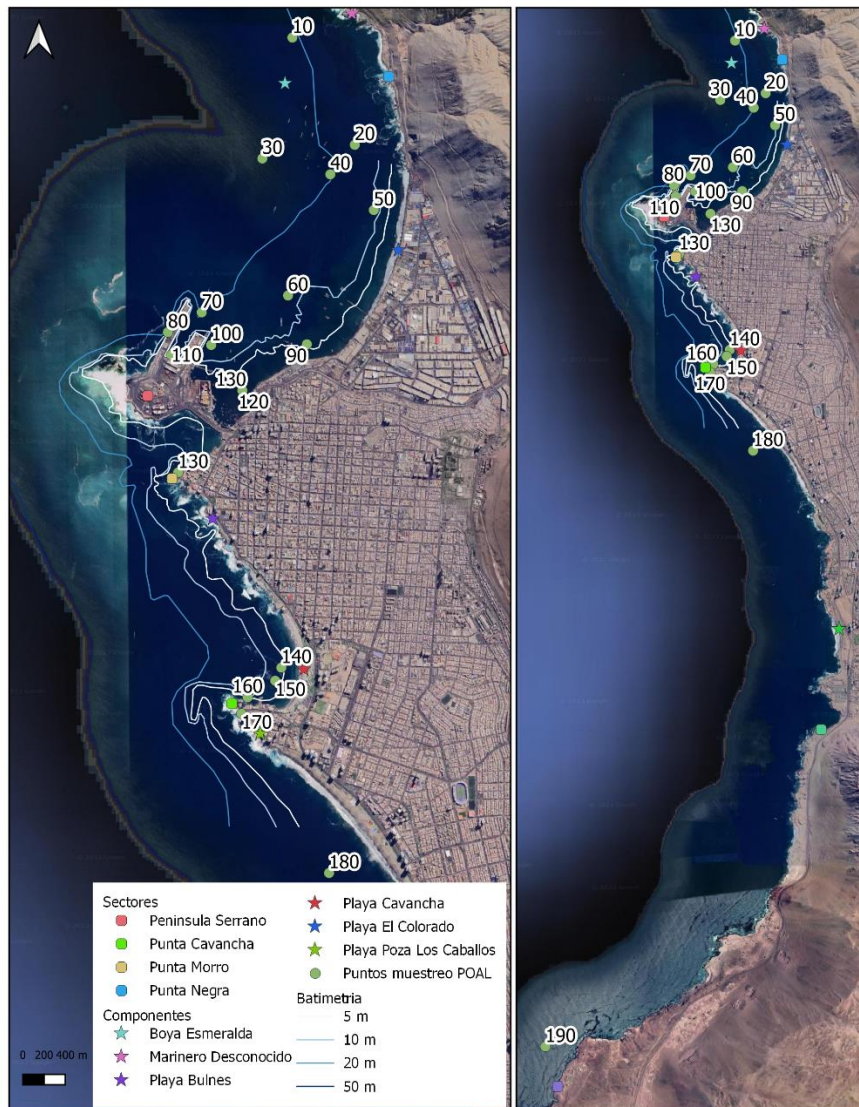 10
20
30
40
50
60
70
80
100
90
110
130
120
130
140
150
160
170
180
Sectores
Peninsula Serrano
Punta Cavancha
Punta Morro
Punta Negra
Componentes
Boya Esmeralda
Marinero Desconocido
Playa Bulnes
Playa Cavancha
Playa El Colorado
Playa Poza Los Caballos
Puntos muestreo POAL
Batimetria
5 m
10 m
20 m
50 m
0 200 400 m
10
20
30
40
50
60
70
80
100
90
110
130
130
140
160
150
170
180
190